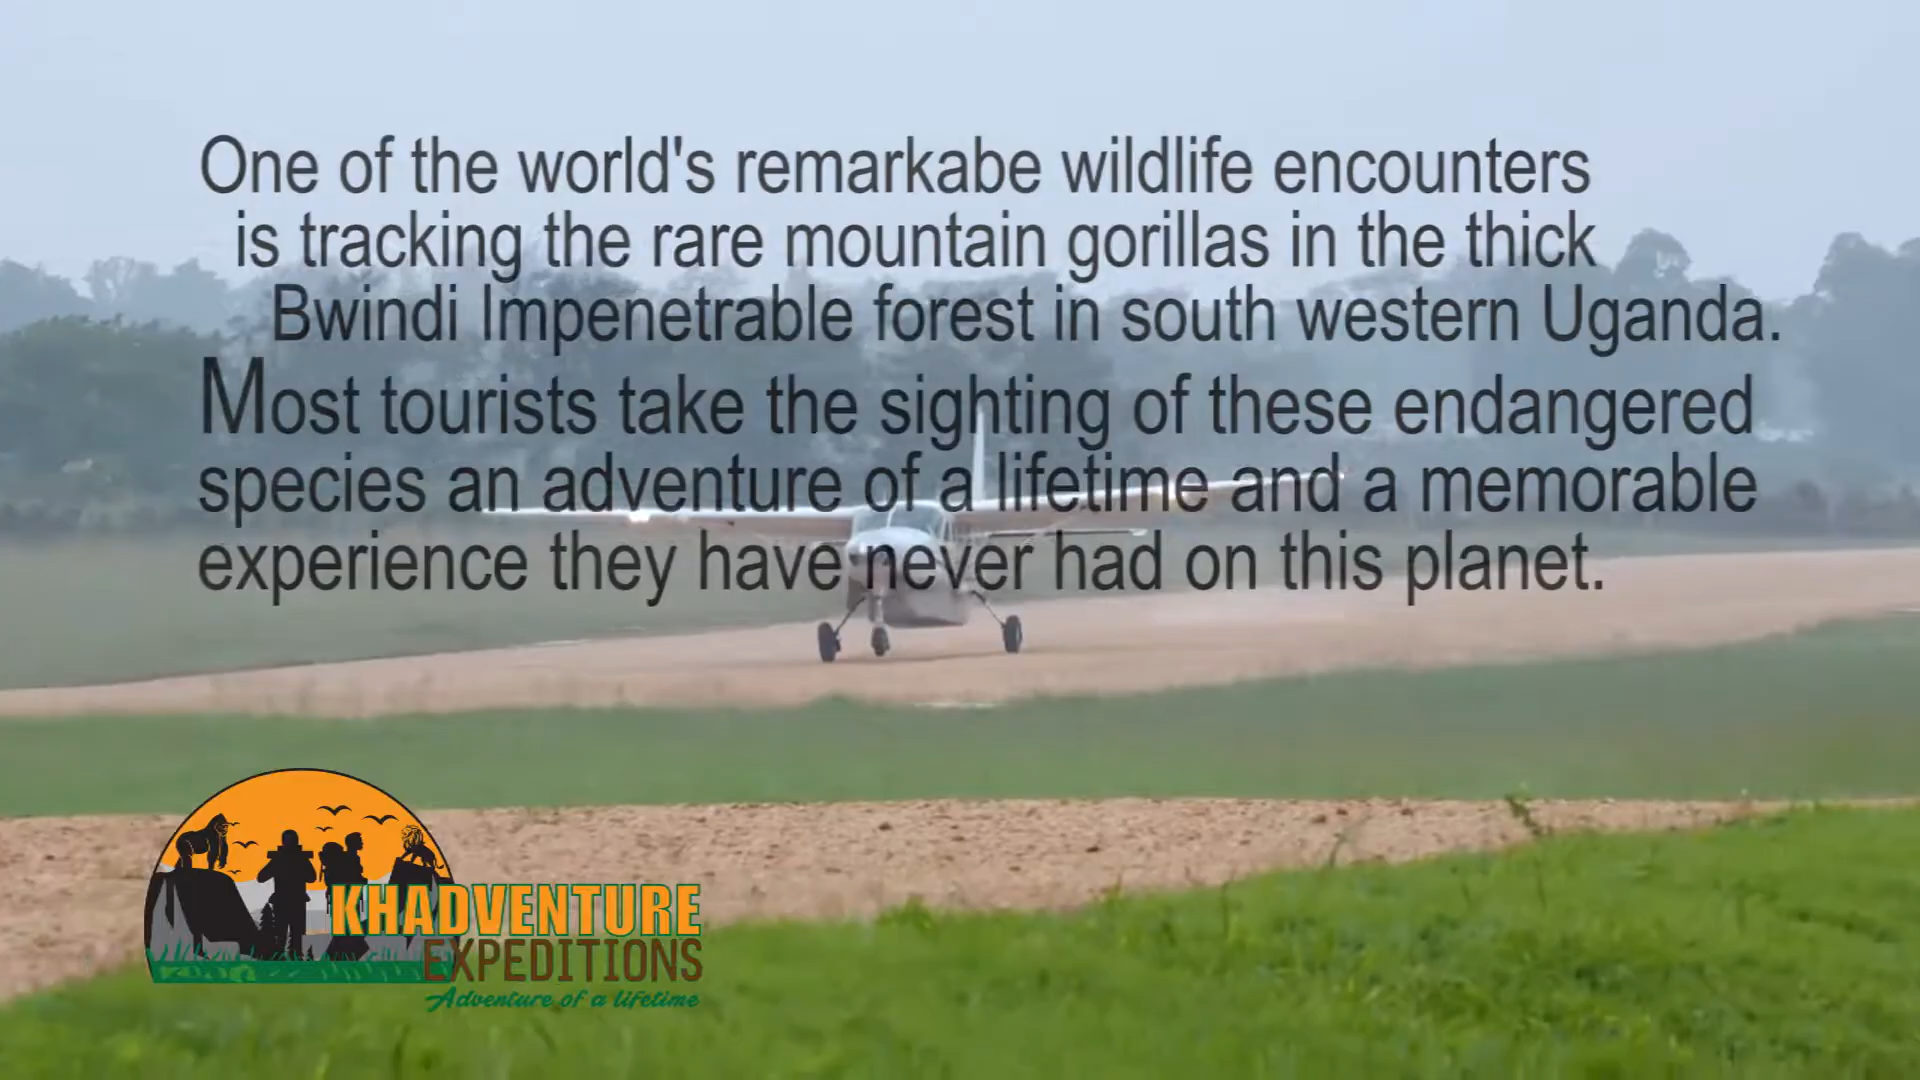 One of the world's remarkabe wildlife encounters
is tracking the rare mountain gorillas in the thick
Bwindi Impenetrable forest in south western Uganda.
Most tourists take the sighting of these endangered
species an adventure of a lifetime and a memorable
experience they have never had on this planet.
KHADVENTURE
EXPEDITIONS
Adventure of a lifetime